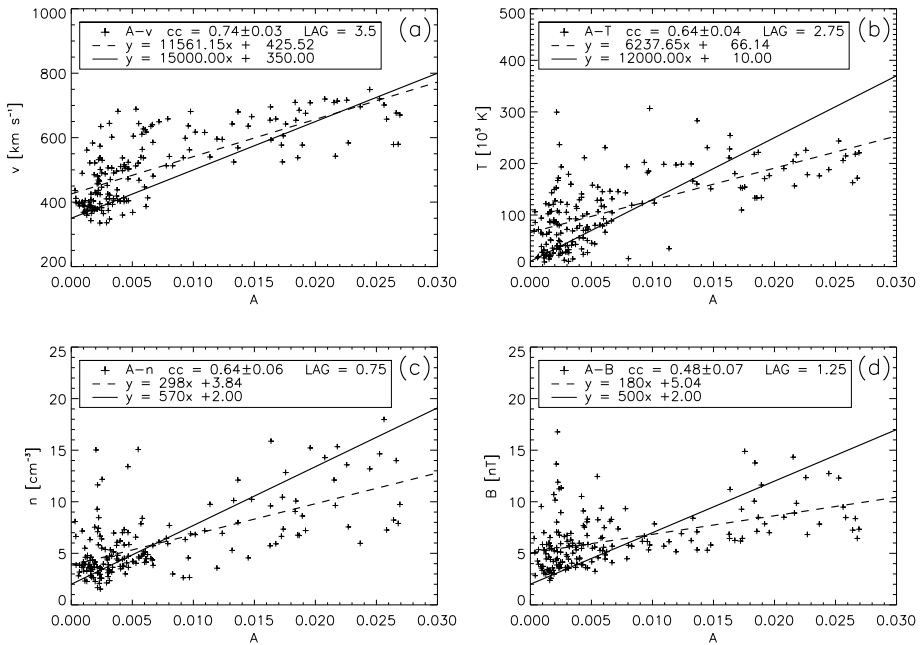 A−v cc = 0.74±0.03 LAG = 3.5
y = 11561.15x + 425.52
y = 15000.00x + 350.00
(a)
1000
800
600
400
200
v [km s⁻¹]
0.000 0.005 0.010 0.015 0.020 0.025 0.030
A
A−T cc = 0.64±0.04 LAG = 2.75
y = 6237.65x + 66.14
y = 12000.00x + 10.00
(b)
500
400
300
200
100
0
T [10³ K]
0.000 0.005 0.010 0.015 0.020 0.025 0.030
A
A−n cc = 0.64±0.06 LAG = 0.75
y = 298x +3.84
y = 570x +2.00
(c)
25
20
15
10
5
0
n [cm⁻³]
0.000 0.005 0.010 0.015 0.020 0.025 0.030
A
A−B cc = 0.48±0.07 LAG = 1.25
y = 180x +5.04
y = 500x +2.00
(d)
25
20
15
10
5
0
B [nT]
0.000 0.005 0.010 0.015 0.020 0.025 0.030
A